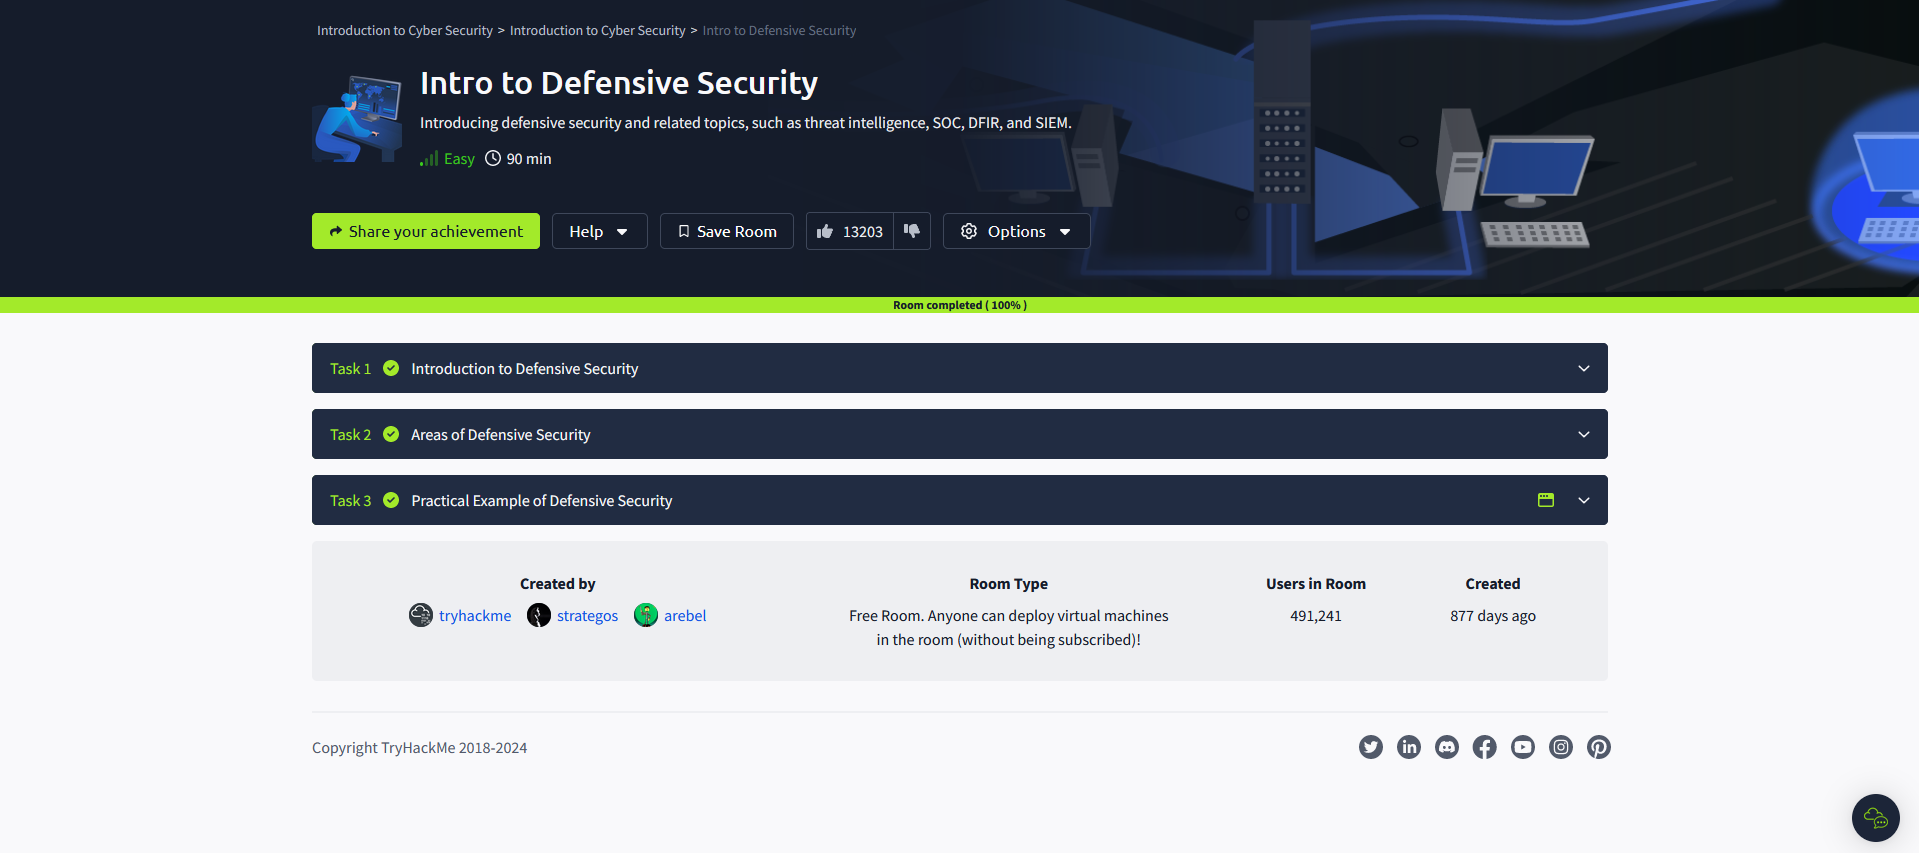 Introduction to Cyber Security > Introduction to Cyber Security > Intro to Defensive Security
Intro to Defensive Security
Introducing defensive security and related topics, such as threat intelligence, SOC, DFIR, and SIEM.
Easy 90 min
Share your achievement Help Save Room 13203 Options
Room completed ( 100% )
Task 1 Introduction to Defensive Security
Task 2 Areas of Defensive Security
Task 3 Practical Example of Defensive Security
Created by Room Type Users in Room Created
tryhackme strategos arebel Free Room. Anyone can deploy virtual machines 491,241 877 days ago
in the room (without being subscribed)!
Copyright TryHackMe 2018-2024